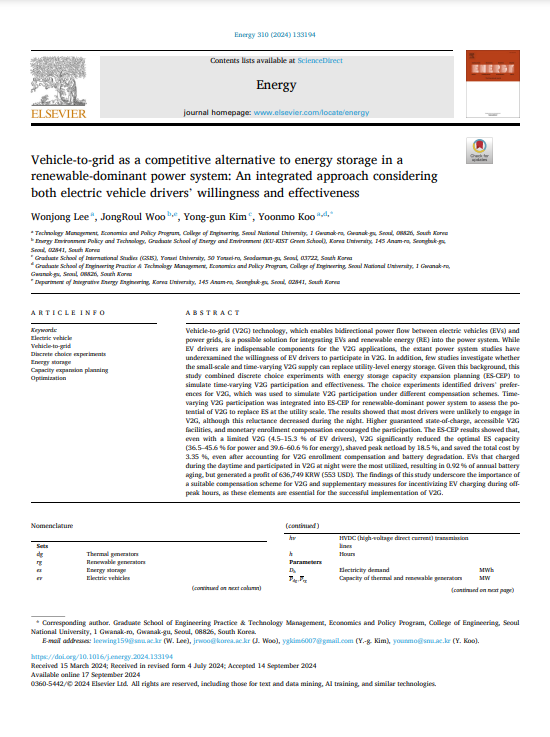 Energy 310 (2024) 133194
Contents lists available at ScienceDirect
Energy
journal homepage: www.elsevier.com/locate/energy
ELSEVIER
ENERGY
Check for
updates
Vehicle-to-grid as a competitive alternative to energy storage in a
renewable-dominant power system: An integrated approach considering
both electric vehicle drivers' willingness and effectiveness
Wonjong Lee a, JongRoul Woo b,e, Yong-gun Kim c, Yoonmo Koo a,d,*
a Technology Management, Economics and Policy Program, College of Engineering, Seoul National University, 1 Gwanak-ro, Gwanak-gu, Seoul, 08826, South Korea
b Energy Environment Policy and Technology, Graduate School of Energy and Environment (KU-KIST Green School), Korea University, 145 Anam-ro, Seongbuk-gu,
Seoul, 02841, South Korea
c Graduate School of International Studies (GSIS), Yonsei University, 50 Yonsei-ro, Seodaemun-gu, Seoul, 03722, South Korea
d Graduate School of Engineering Practice & Technology Management, Economics and Policy Program, College of Engineering, Seoul National University, 1 Gwanak-ro,
Gwanak-gu, Seoul, 08826, South Korea
e Department of Integrative Energy Engineering, Korea University, 145 Anam-ro, Seongbuk-gu, Seoul, 02841, South Korea
ARTICLE INFO
Keywords:
Electric vehicle
Vehicle-to-grid
Discrete choice experiments
Energy storage
Capacity expansion planning
Optimization
ABSTRACT
Vehicle-to-grid (V2G) technology, which enables bidirectional power flow between electric vehicles (EVs) and
power grids, is a possible solution for integrating EVs and renewable energy (RE) into the power system. While
EV drivers are indispensable components for the V2G applications, the extant power system studies have
underexamined the willingness of EV drivers to participate in V2G. In addition, few studies investigate whether
the small-scale and time-varying V2G supply can replace utility-level energy storage. Given this background, this
study combined discrete choice experiments with energy storage capacity expansion planning (ES-CEP) to
simulate time-varying V2G participation and effectiveness. The choice experiments identified drivers' prefer-
ences for V2G, which was used to simulate V2G participation under different compensation schemes. Time-
varying V2G participation was integrated into ES-CEP for renewable-dominant power system to assess the po-
tential of V2G to replace ES at the utility scale. The results showed that most drivers were unlikely to engage in
V2G, although this reluctance decreased during the night. Higher guaranteed state-of-charge, accessible V2G
facilities, and monetary enrollment compensation encouraged the participation. The ES-CEP results showed that,
even with a limited V2G (4.5–15.3 % of EV drivers), V2G significantly reduced the optimal ES capacity
(36.5–45.6 % for power and 39.6–60.6 % for energy), shaved peak netload by 18.5 %, and saved the total cost by
3.35 %, even after accounting for V2G enrollment compensation and battery degradation. EVs that charged
during the daytime and participated in V2G at night were the most utilized, resulting in 0.92 % of annual battery
aging, but generated a profit of 636,749 KRW (553 USD). The findings of this study underscore the importance of
a suitable compensation scheme for V2G and supplementary measures for incentivizing EV charging during off-
peak hours, as these elements are essential for the successful implementation of V2G.
Nomenclature
Sets
dg Thermal generators
rg Renewable generators
es Energy storage
ev Electric vehicles
(continued on next column)
(continued)
hv HVDC (high-voltage direct current) transmission
lines
h Hours
Parameters
Dh Electricity demand MWh
P̅dg, P̅rg Capacity of thermal and renewable generators MW
(continued on next page)
* Corresponding author. Graduate School of Engineering Practice & Technology Management, Economics and Policy Program, College of Engineering, Seoul
National University, 1 Gwanak-ro, Gwanak-gu, Seoul, 08826, South Korea.
E-mail addresses: leewing159@snu.ac.kr (W. Lee), jrwoo@korea.ac.kr (J. Woo), ygkim6007@gmail.com (Y.-g. Kim), yoonmo@snu.ac.kr (Y. Koo).
https://doi.org/10.1016/j.energy.2024.133194
Received 15 March 2024; Received in revised form 4 July 2024; Accepted 14 September 2024
Available online 17 September 2024
0360-5442/© 2024 Elsevier Ltd. All rights are reserved, including those for text and data mining, AI training, and similar technologies.